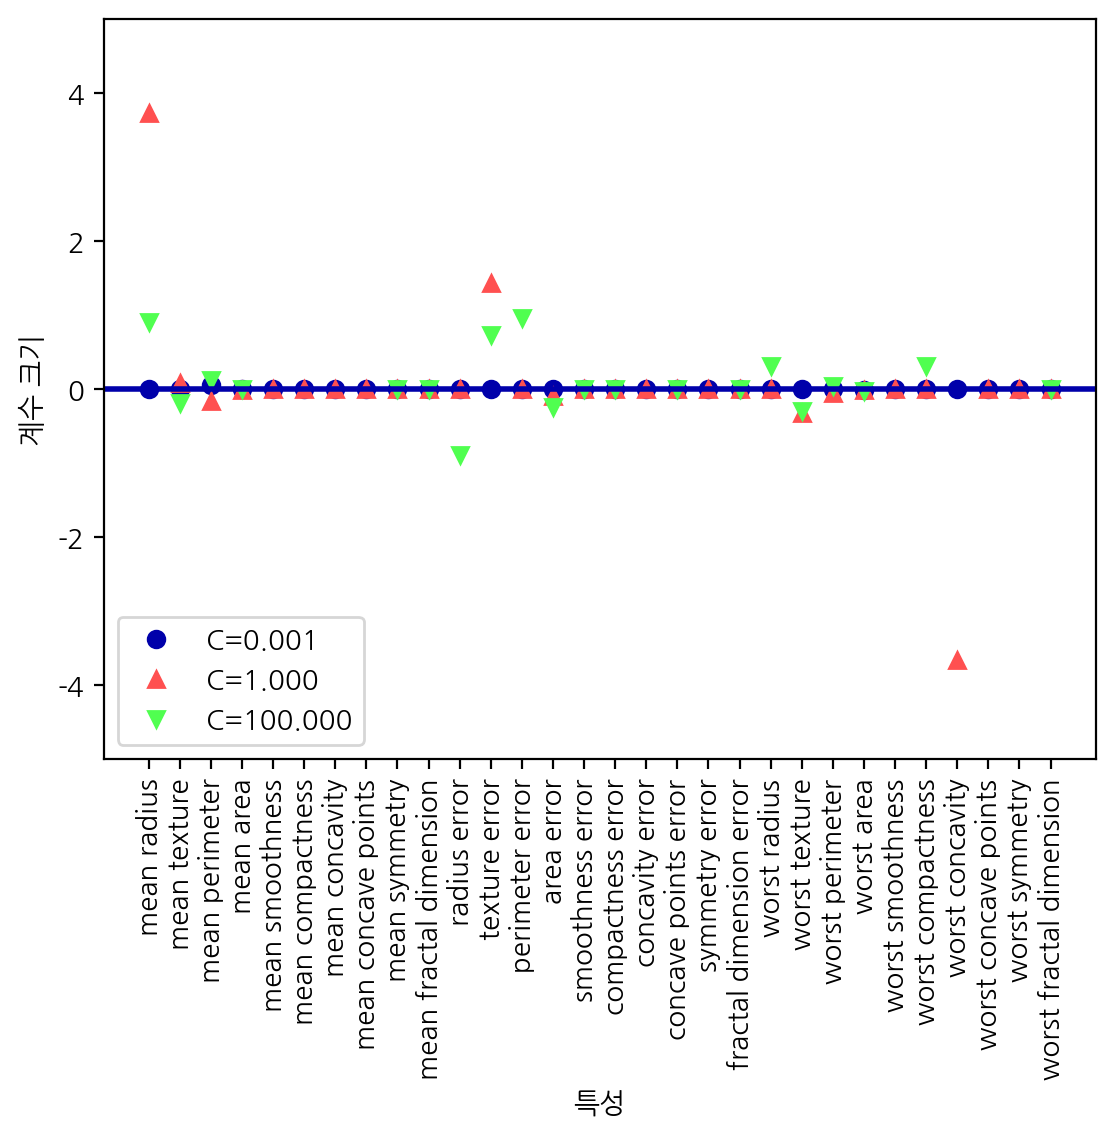 4
2
0
-2
-4
계수 크기
C=0.001
C=1.000
C=100.000
mean radius
mean texture
mean perimeter
mean area
mean smoothness
mean compactness
mean concavity
mean concave points
mean symmetry
mean fractal dimension
radius error
texture error
perimeter error
area error
smoothness error
compactness error
concavity error
concave points error
symmetry error
fractal dimension error
worst radius
worst texture
worst perimeter
worst area
worst smoothness
worst compactness
worst concavity
worst concave points
worst symmetry
worst fractal dimension
특성